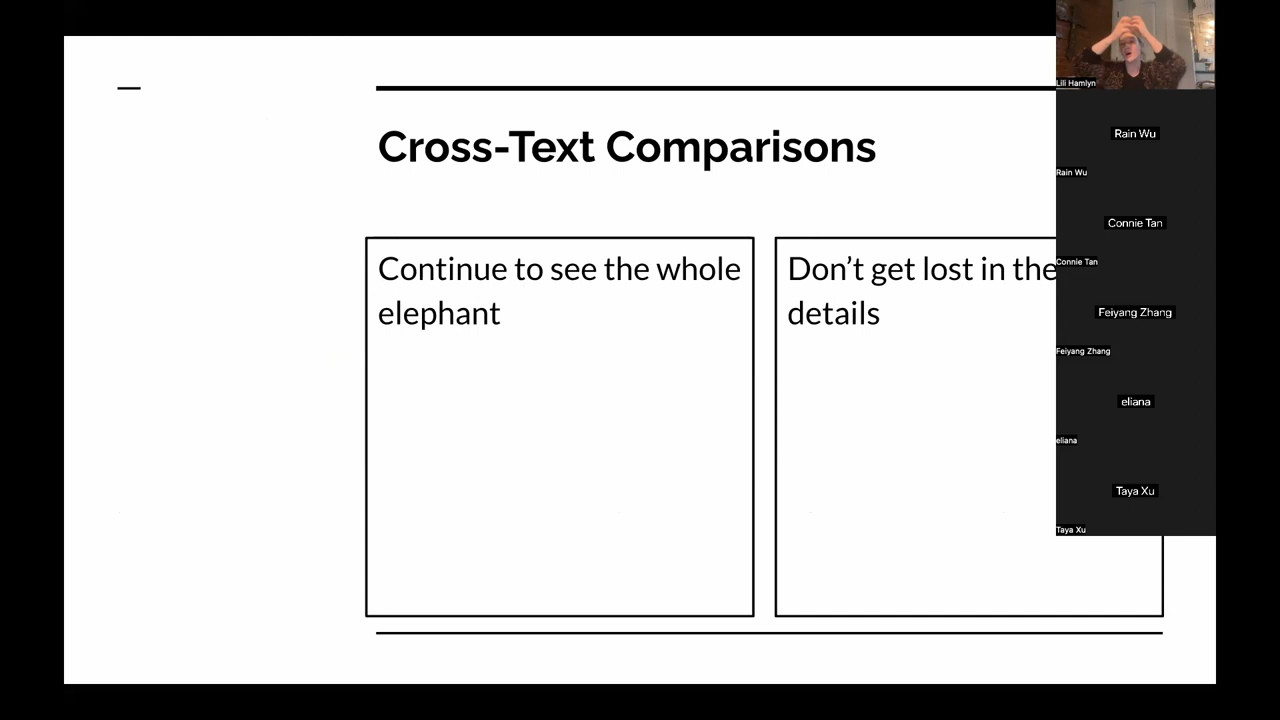 Cross-Text Comparisons
Continue to see the whole
elephant
Don't get lost in the
details
Lili Hamlyn
Rain Wu
Rain Wu
Connie Tan
Connie Tan
Feiyang Zhang
Feiyang Zhang
eliana
eliana
Taya Xu
Taya Xu